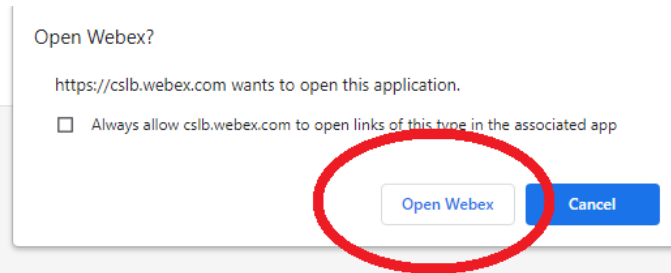 Open Webex?
https://cslb.webex.com wants to open this application.
Always allow cslb.webex.com to open links of this type in the associated app
Open Webex
Cancel